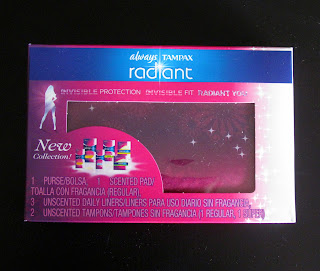 always TAMPAX
radiant
INVISIBLE PROTECTION INVISIBLE FIT RADIANT YOU
New
Collection!
1 PURSE/BOLSA, 1 SCENTED PAD/
TOALLA CON FRAGANCIA (REGULAR),
3 UNSCENTED DAILY LINERS/LINERS PARA USO DIARIO SIN FRAGANCIA,
2 UNSCENTED TAMPONS/TAMPONES SIN FRAGANCIA (1 REGULAR, 1 SUPER)